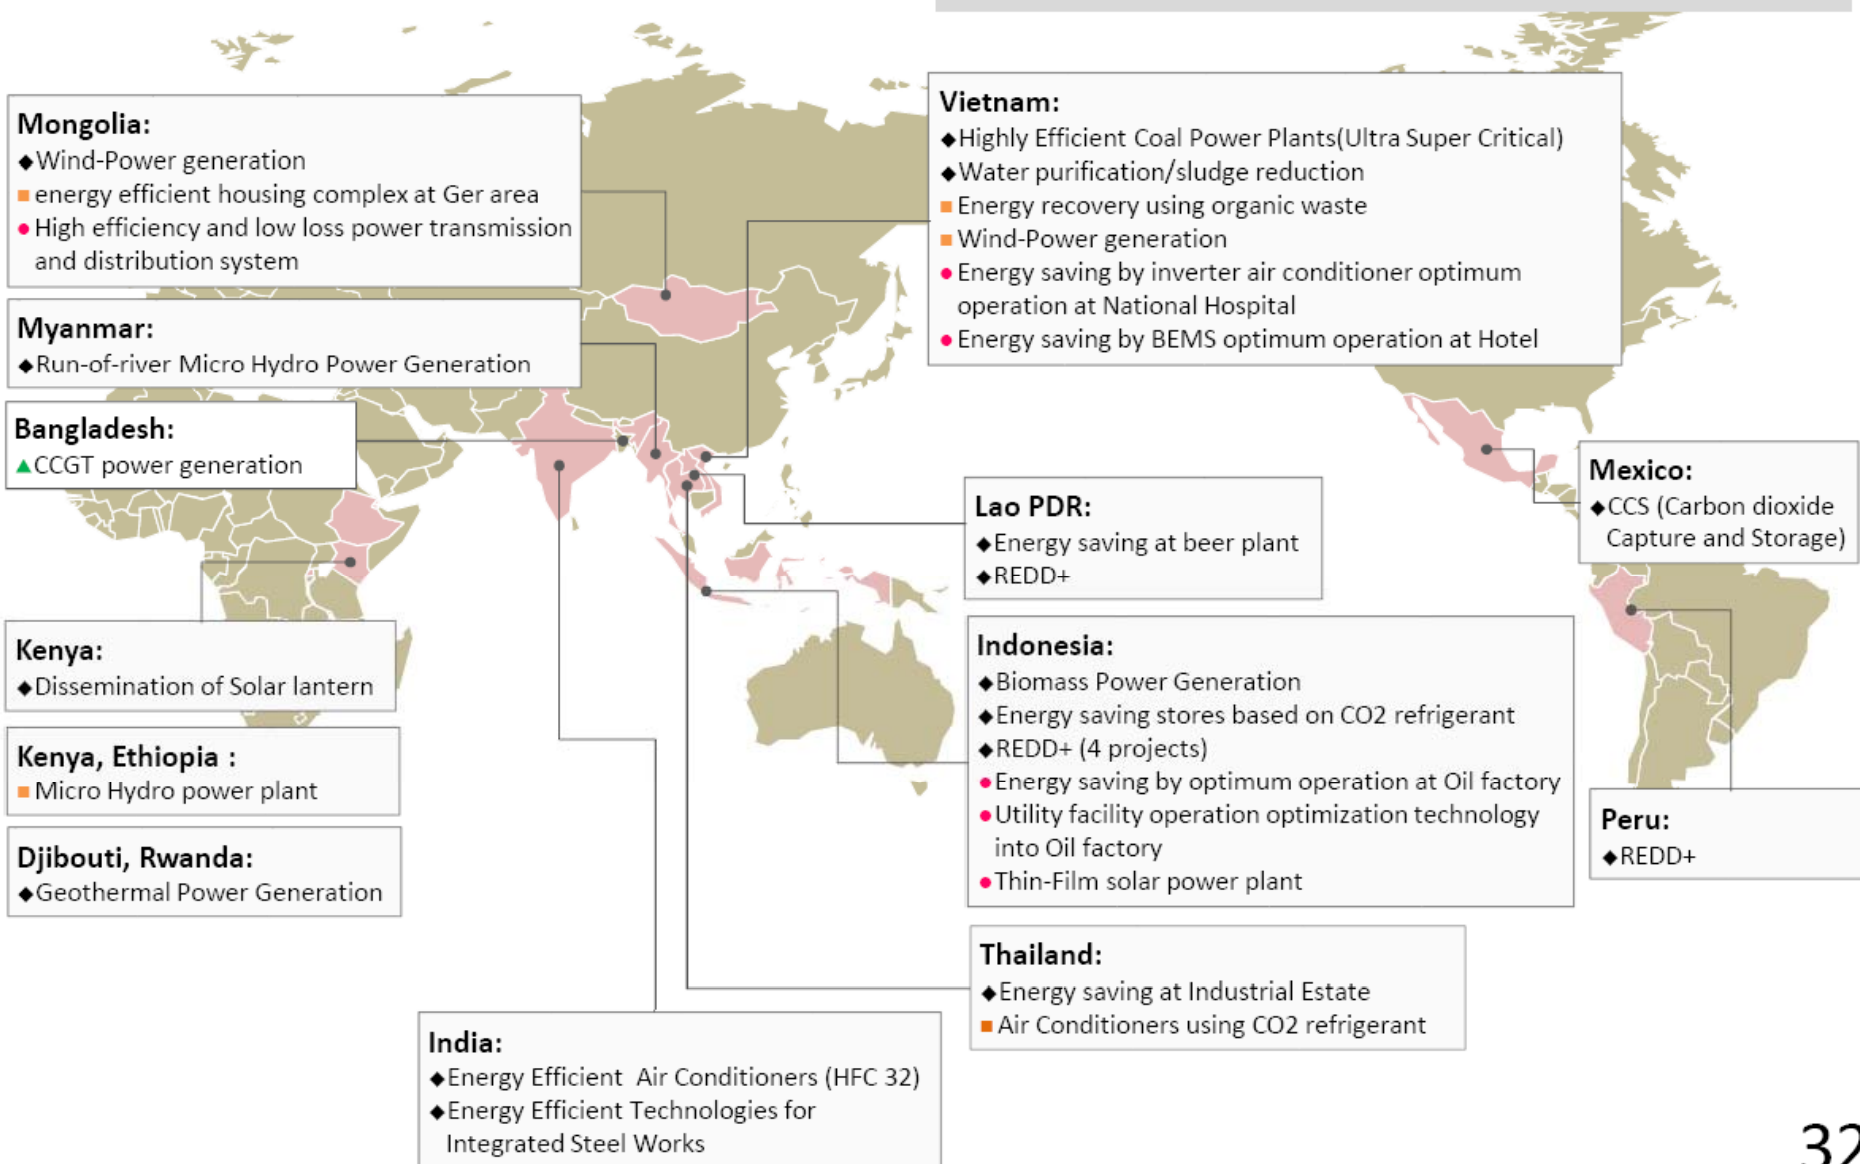 Mongolia:
◆Wind-Power generation
■energy efficient housing complex at Ger area
●High efficiency and low loss power transmission
and distribution system
Myanmar:
◆Run-of-river Micro Hydro Power Generation
Bangladesh:
▲CCGT power generation
Kenya:
◆Dissemination of Solar lantern
Kenya, Ethiopia :
■Micro Hydro power plant
Djibouti, Rwanda:
◆Geothermal Power Generation
India:
◆Energy Efficient Air Conditioners (HFC 32)
◆Energy Efficient Technologies for
Integrated Steel Works
Vietnam:
◆Highly Efficient Coal Power Plants(Ultra Super Critical)
◆Water purification/sludge reduction
■Energy recovery using organic waste
■Wind-Power generation
●Energy saving by inverter air conditioner optimum
operation at National Hospital
●Energy saving by BEMS optimum operation at Hotel
Lao PDR:
◆Energy saving at beer plant
◆REDD+
Indonesia:
◆Biomass Power Generation
◆Energy saving stores based on CO2 refrigerant
◆REDD+ (4 projects)
●Energy saving by optimum operation at Oil factory
●Utility facility operation optimization technology
into Oil factory
●Thin-Film solar power plant
Thailand:
◆Energy saving at Industrial Estate
■Air Conditioners using CO2 refrigerant
Mexico:
◆CCS (Carbon dioxide
Capture and Storage)
Peru:
◆REDD+
32